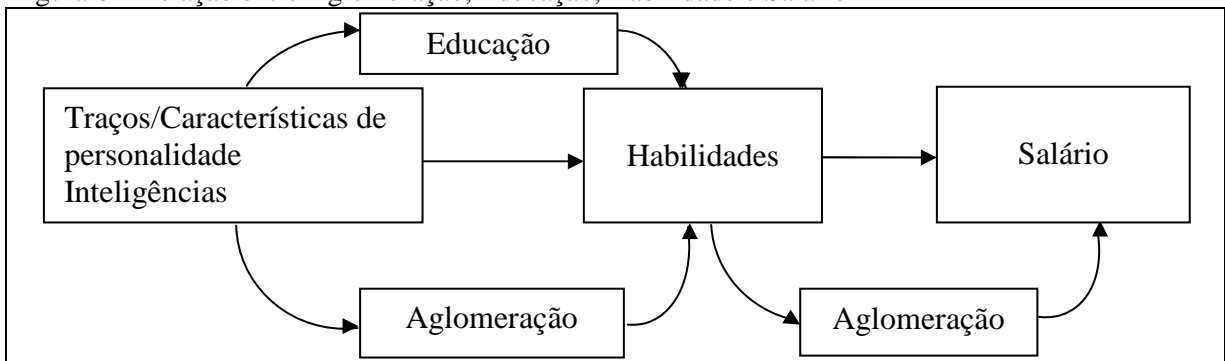 Educação
Traços/Características de
personalidade
Inteligências
Habilidades
Salário
Aglomeração
Aglomeração